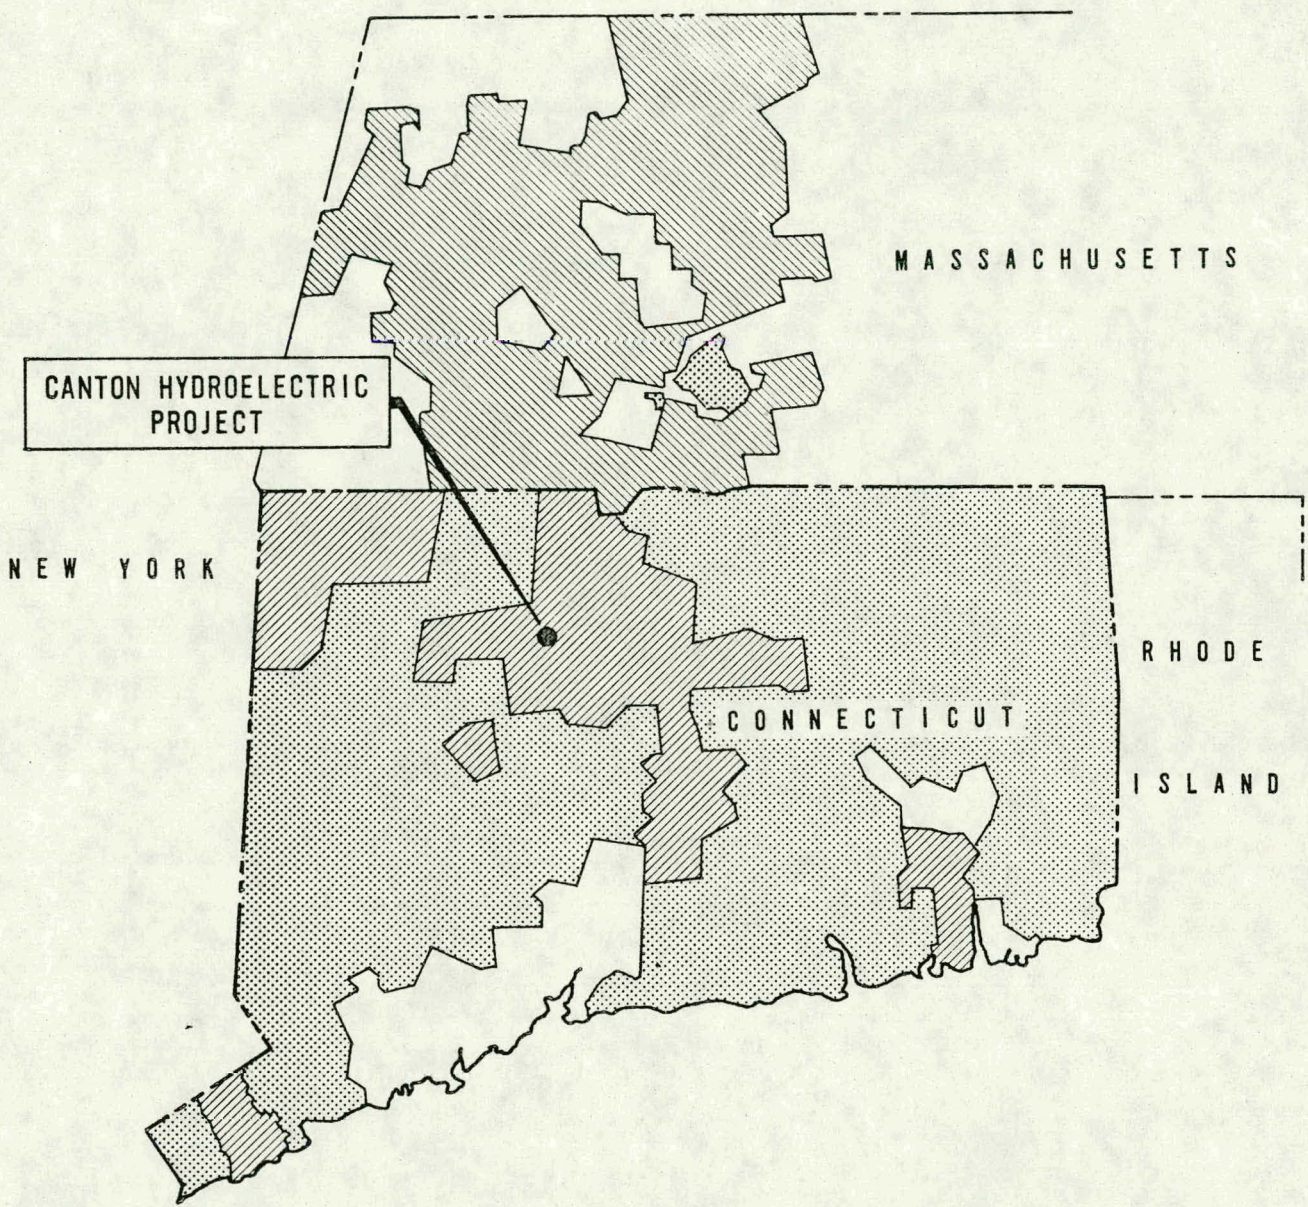 MASSACHUSETTS
CANTON HYDROELECTRIC
PROJECT
NEW YORK
RHODE
CONNECTICUT
ISLAND